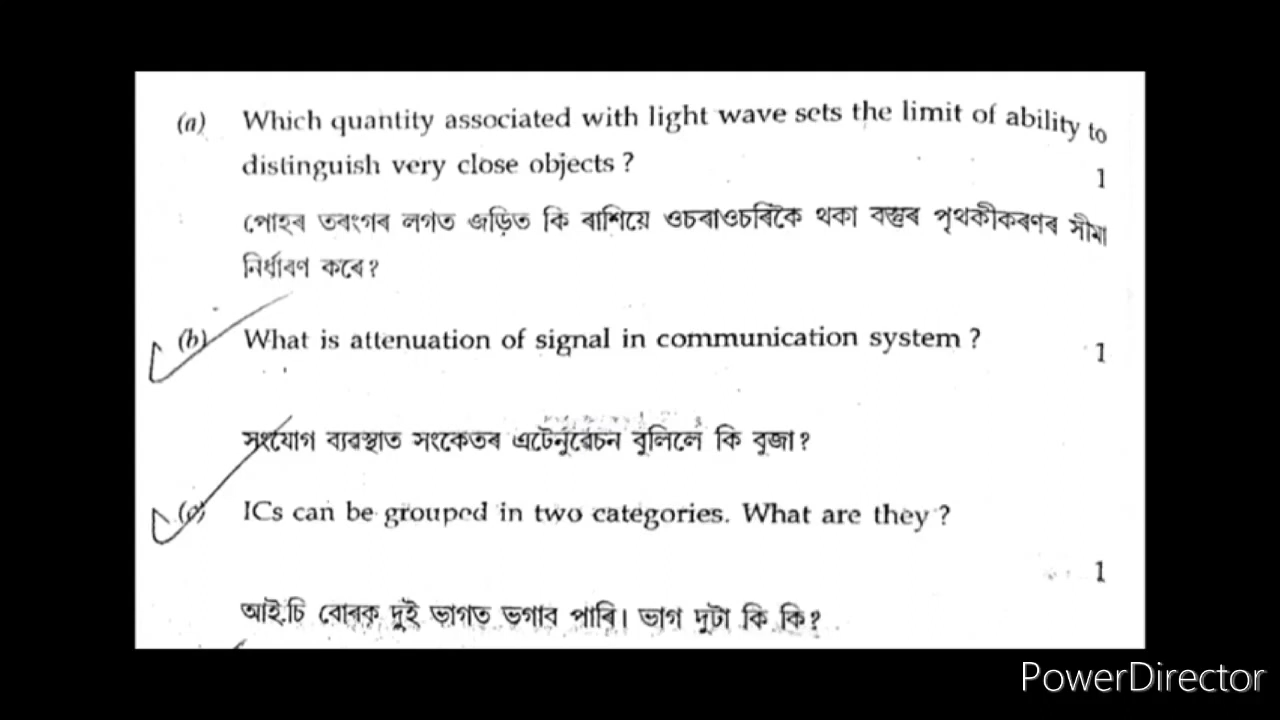 (a) Which quantity associated with light wave sets the limit of ability to
distinguish very close objects ?
1
পোহৰ তৰংগৰ লগত জড়িত কি ৰাশিয়ে ওচৰাওচৰিকৈ থকা বস্তুৰ পৃথকীকৰণৰ সীমা
নিৰ্ধাৰণ কৰে?
(b) What is attenuation of signal in communication system ?
1
সংযোগ ব্যৱস্থাত সংকেতৰ এটেনুৱেচন বুলিলে কি বুজা?
(c) ICs can be grouped in two categories. What are they ?
1
আই.চি বোৰক দুই ভাগত ভগাব পাৰি। ভাগ দুটা কি কি?
PowerDirector